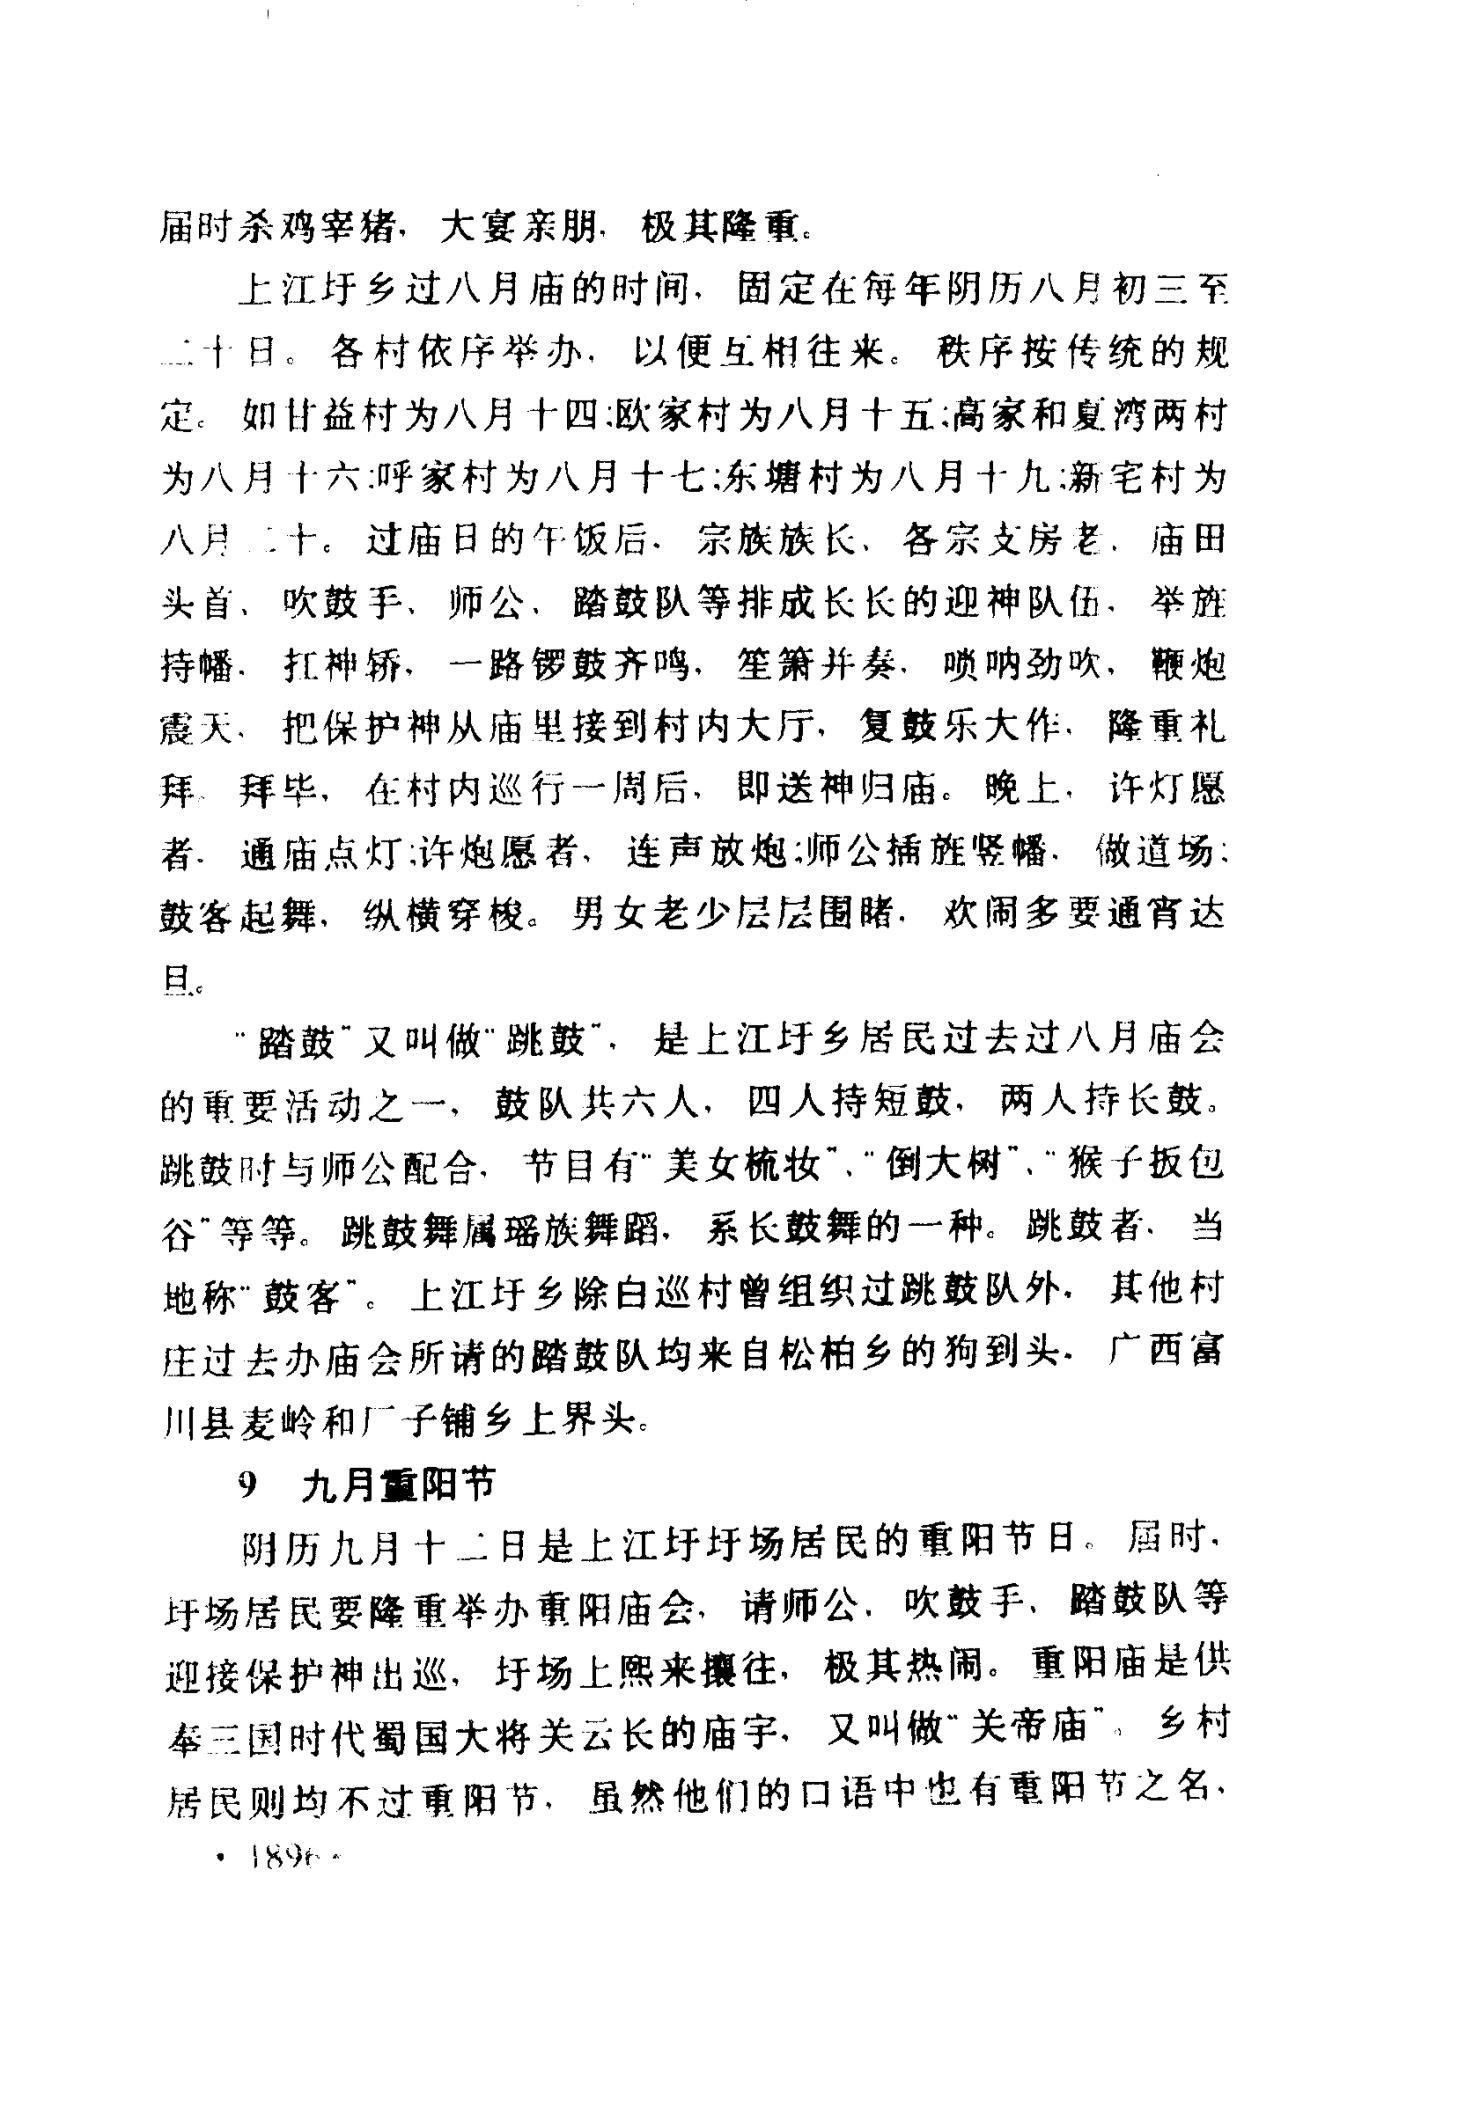 届时杀鸡宰猪，大宴亲朋，极其隆重。
上江圩乡过八月庙的时间，固定在每年阴历八月初三至
二十日。各村依序举办，以便互相往来。秩序按传统的规
定。如甘益村为八月十四；欧家村为八月十五；高家和夏湾两村
为八月十六；呼家村为八月十七；东塘村为八月十九；新宅村为
八月二十。过庙日的午饭后，宗族族长、各宗支房老、庙田
头首、吹鼓手、师公、踏鼓队等排成长长的迎神队伍，举旌
持幡，扛神轿，一路锣鼓齐鸣，笙箫并奏，唢呐劲吹，鞭炮
震天，把保护神从庙里接到村内大厅，复鼓乐大作，隆重礼
拜。拜毕，在村内巡行一周后，即送神归庙。晚上，许灯愿
者，通庙点灯；许炮愿者，连声放炮；师公插旌竖幡，做道场；
鼓客起舞，纵横穿梭。男女老少层层围睹，欢闹多要通宵达
旦。
“踏鼓”又叫做“跳鼓”，是上江圩乡居民过去过八月庙会
的重要活动之一，鼓队共六人，四人持短鼓，两人持长鼓。
跳鼓时与师公配合，节目有“美女梳妆”、“倒大树”、“猴子扳包
谷”等等。跳鼓舞属瑶族舞蹈，系长鼓舞的一种。跳鼓者，当
地称“鼓客”。上江圩乡除白巡村曾组织过跳鼓队外，其他村
庄过去办庙会所请的踏鼓队均来自松柏乡的狗到头，广西富
川县麦岭和厂子铺乡上界头。
9 九月重阳节
阴历九月十二日是上江圩圩场居民的重阳节日。届时，
圩场居民要隆重举办重阳庙会，请师公、吹鼓手、踏鼓队等
迎接保护神出巡，圩场上熙来攘往，极其热闹。重阳庙是供
奉三国时代蜀国大将关云长的庙宇，又叫做“关帝庙”。乡村
居民则均不过重阳节，虽然他们的口语中也有重阳节之名，
· 1896 ·